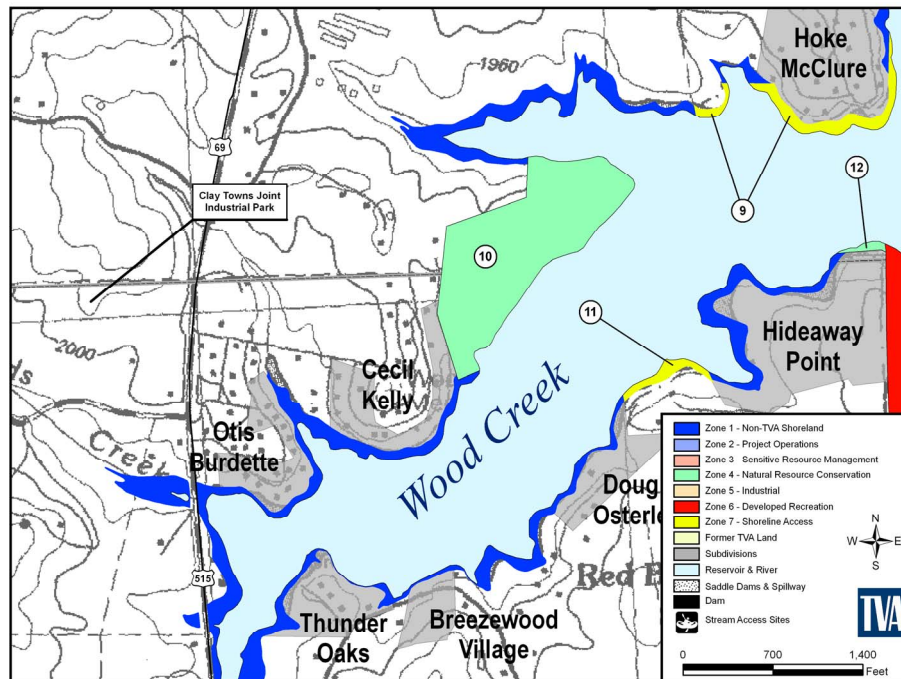 Hoke
McClure
1960
69
Clay Towns Joint
Industrial Park
12
9
10
11
Hideaway
Point
2000
Cecil
Kelly
Otis
Burdette
Creek
Wood Creek
Doug
Osterle
Red B
515
Thunder
Oaks
Breezewood
Village
Zone 1 - Non-TVA Shoreland
Zone 2 - Project Operations
Zone 3 - Sensitive Resource Management
Zone 4 - Natural Resource Conservation
Zone 5 - Industrial
Zone 6 - Developed Recreation
Zone 7 - Shoreline Access
Former TVA Land
Subdivisions
Reservoir & River
Saddle Dams & Spillway
Dam
Stream Access Sites
N
W E
S
TVA
0 700 1,400
Feet